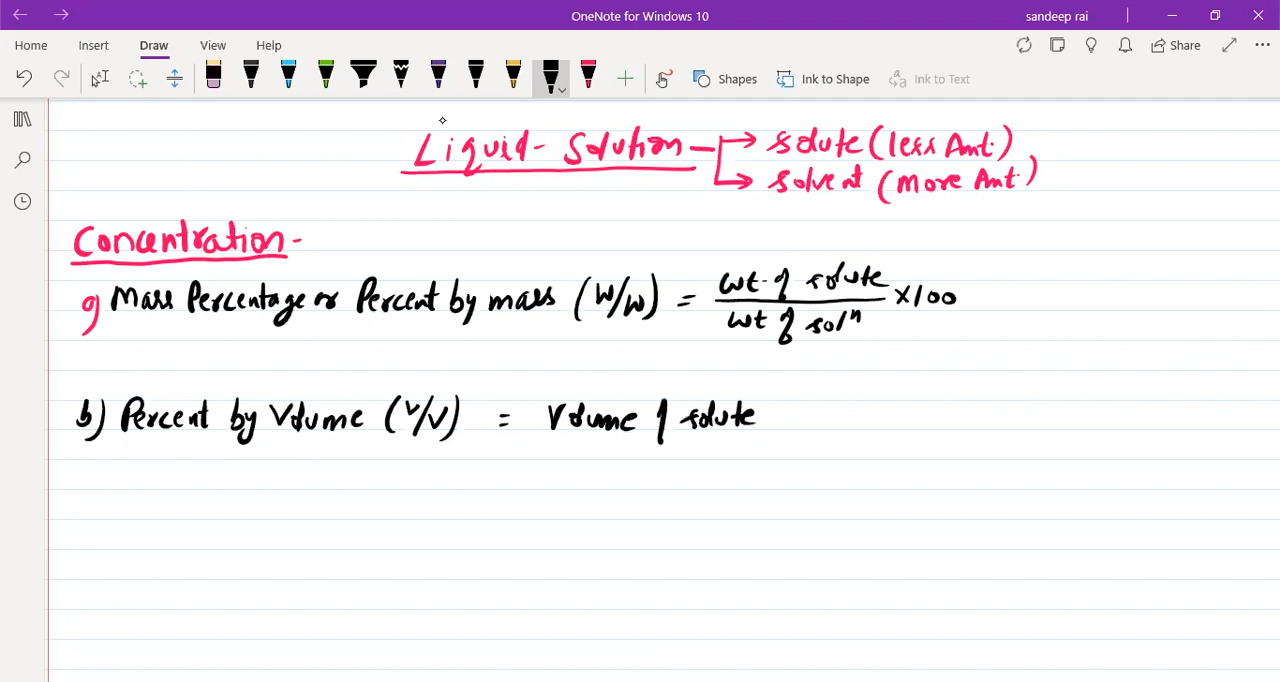 OneNote for Windows 10
sandeep rai
Home Insert Draw View Help
Share
Shapes Ink to Shape Ink to Text
Liquid - Solution - → solute (less Amt.)
→ solvent (more Amt.)
Concentration -
a) Mass Percentage or Percent by mass (W/W) = wt. of solute
wt of solⁿ
×100
b) Percent by Volume (V/V) = Volume of solute